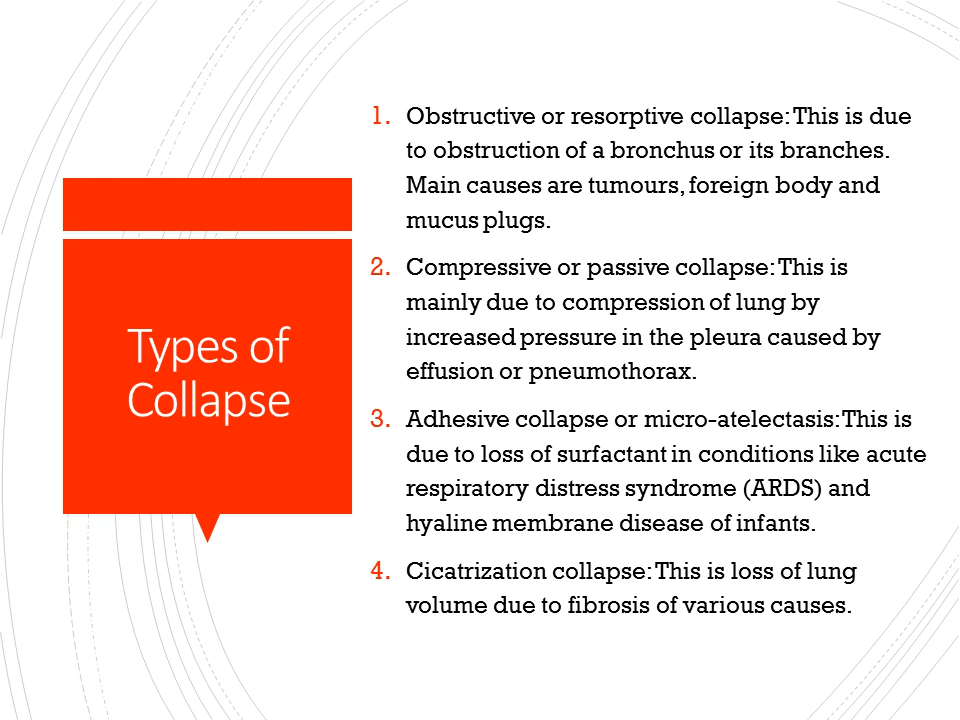 Types of
Collapse
1. Obstructive or resorptive collapse: This is due
to obstruction of a bronchus or its branches.
Main causes are tumours, foreign body and
mucus plugs.
2. Compressive or passive collapse: This is
mainly due to compression of lung by
increased pressure in the pleura caused by
effusion or pneumothorax.
3. Adhesive collapse or micro-atelectasis: This is
due to loss of surfactant in conditions like acute
respiratory distress syndrome (ARDS) and
hyaline membrane disease of infants.
4. Cicatrization collapse: This is loss of lung
volume due to fibrosis of various causes.